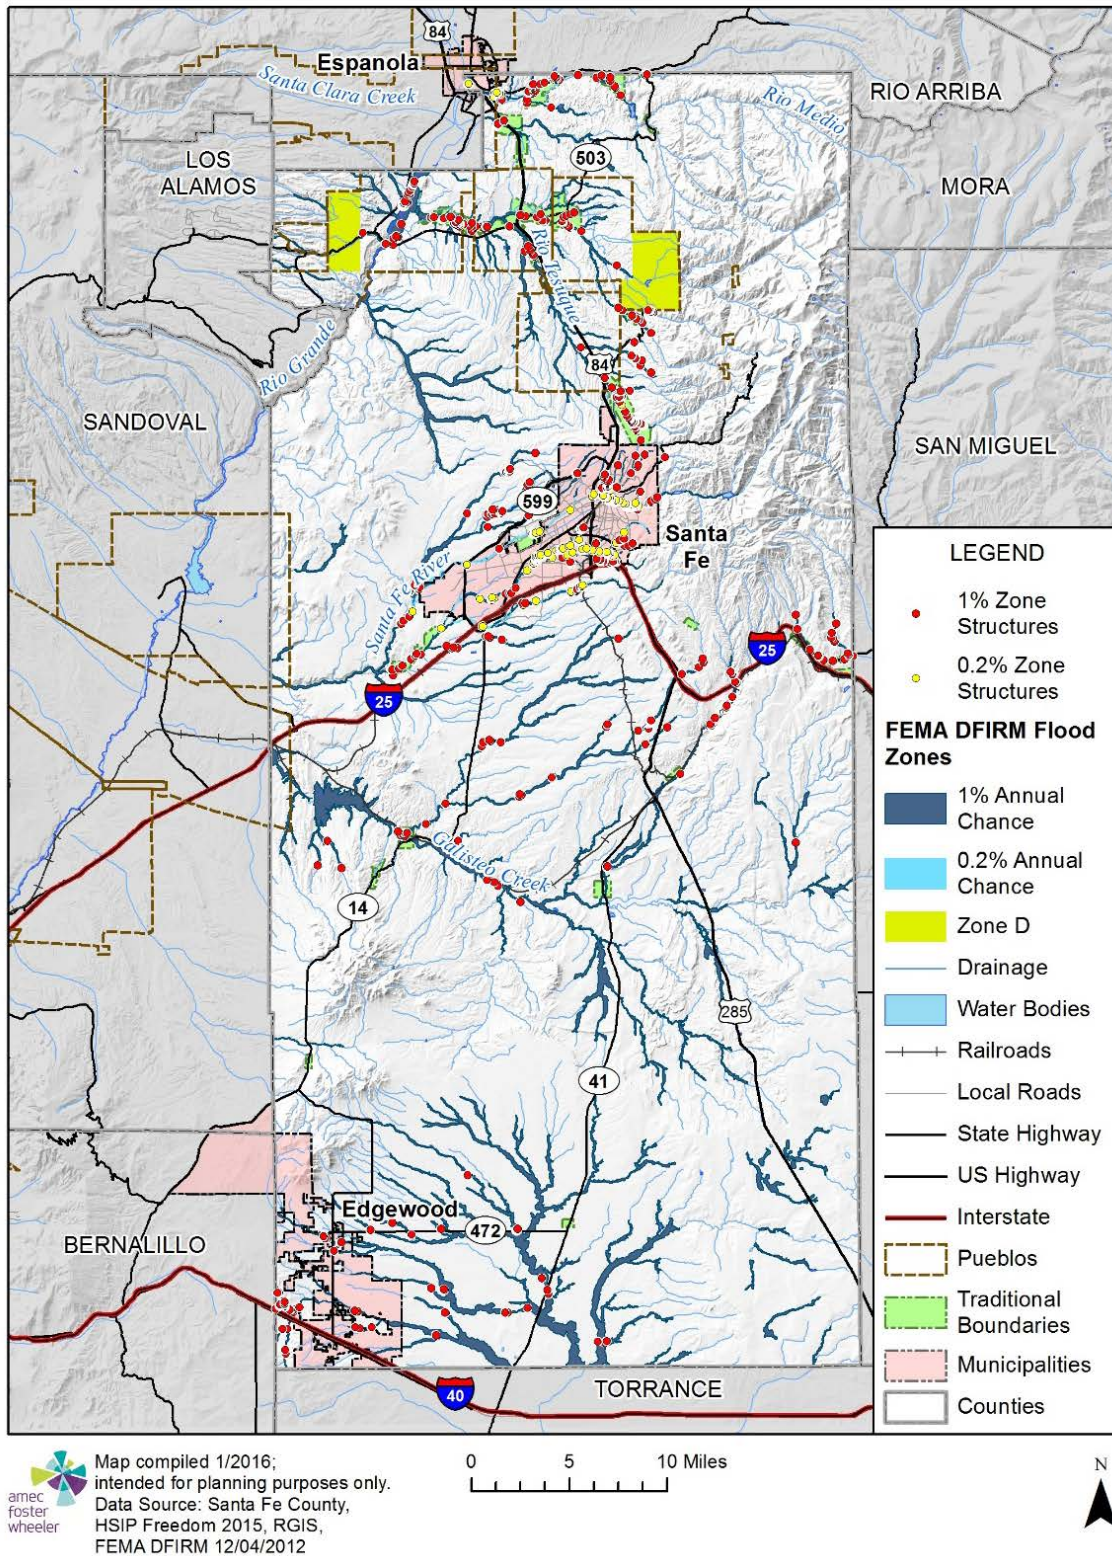 84
Espanola
Santa Clara Creek
Rio Medio
RIO ARRIBA
LOS
ALAMOS
503
MORA
Rio Tesuque
Rio Grande
84
SANDOVAL
SAN MIGUEL
599
Santa
Fe
Santa Fe River
25
25
Galisteo Creek
14
285
41
Edgewood
472
BERNALILLO
TORRANCE
40
LEGEND
1% Zone
Structures
0.2% Zone
Structures
FEMA DFIRM Flood
Zones
1% Annual
Chance
0.2% Annual
Chance
Zone D
Drainage
Water Bodies
Railroads
Local Roads
State Highway
US Highway
Interstate
Pueblos
Traditional
Boundaries
Municipalities
Counties
amec
foster
wheeler
Map compiled 1/2016;
intended for planning purposes only.
Data Source: Santa Fe County,
HSIP Freedom 2015, RGIS,
FEMA DFIRM 12/04/2012
0 5 10 Miles
N